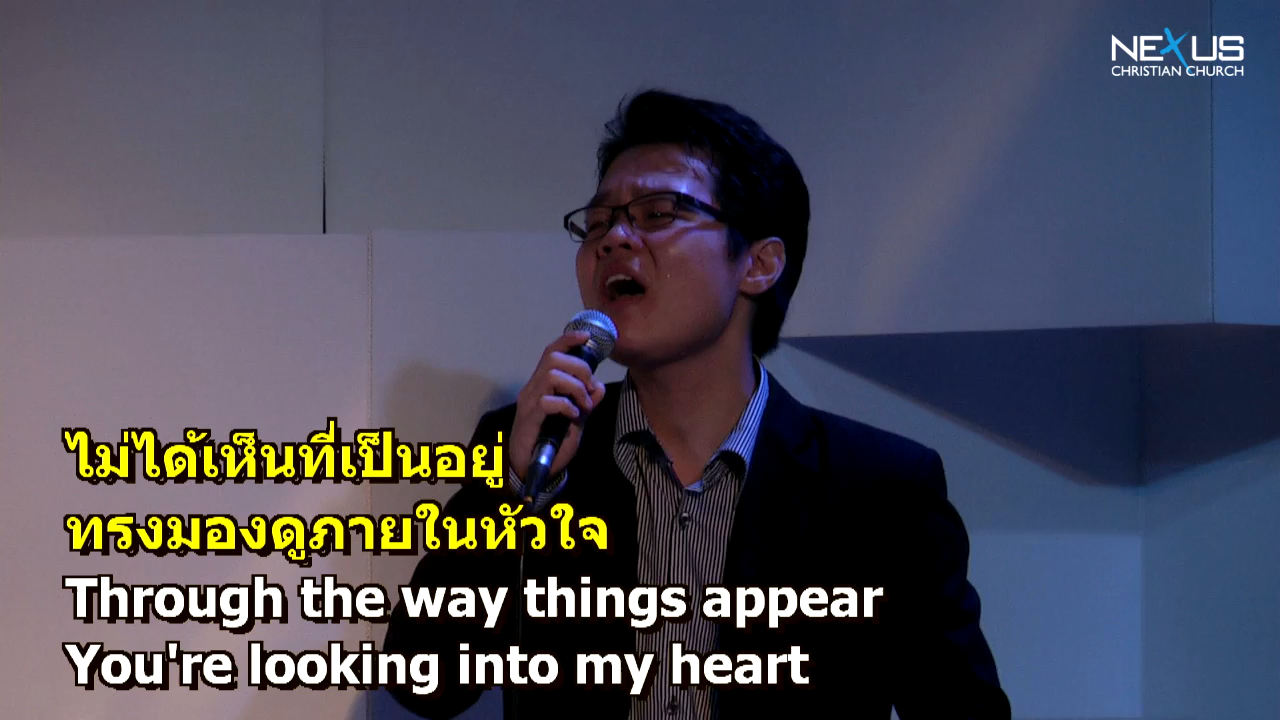 NEXUS
CHRISTIAN CHURCH
ไม่ได้เห็นที่เป็นอยู่
ทรงมองดูภายในหัวใจ
Through the way things appear
You're looking into my heart